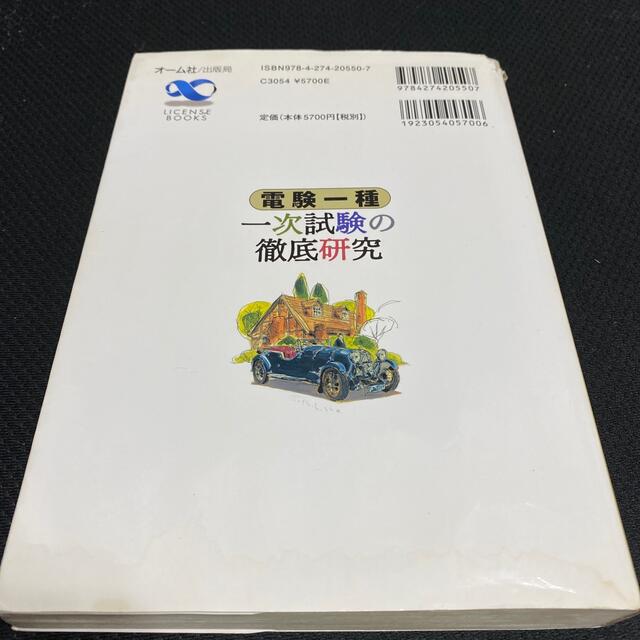 オーム社/出版局
LICENSE
BOOKS
ISBN978-4-274-20550-7
C3054 ¥5700E
定価(本体5700円【税別】)
9784274205507
1923054057006
電験一種
一次試験の
徹底研究